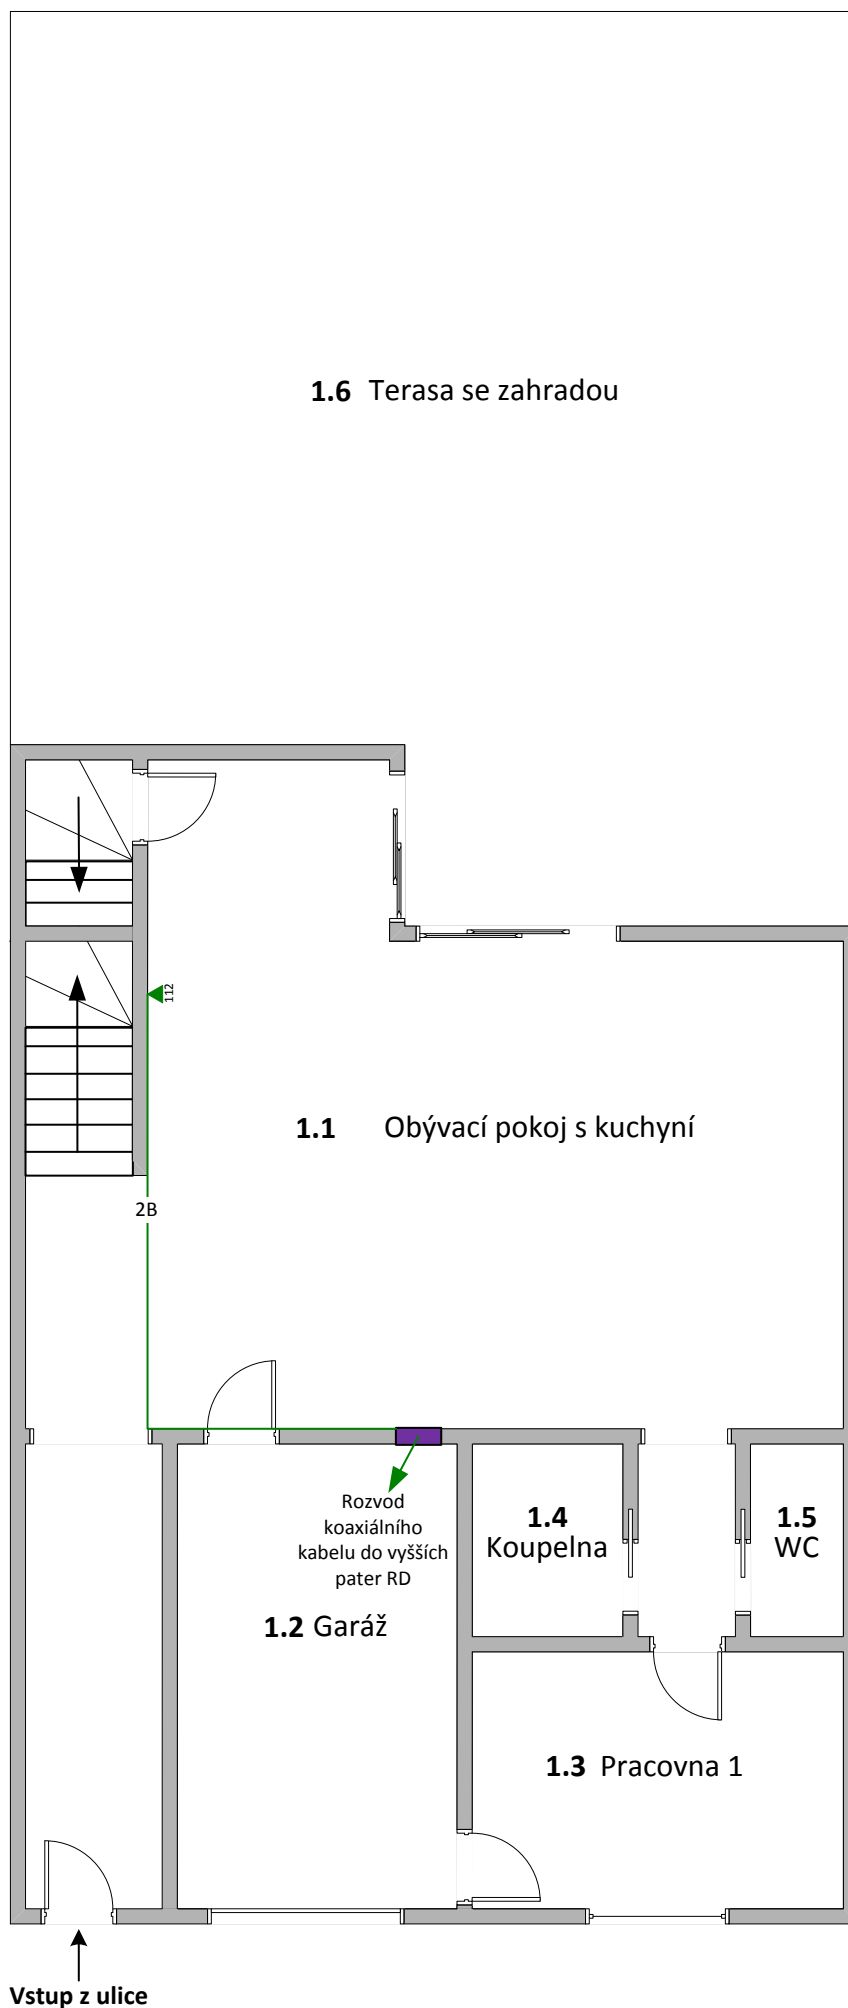 1.6 Terasa se zahradou
112
1.1 Obývací pokoj s kuchyní
2B
Rozvod
koaxiálního
kabelu do vyšších
pater RD
1.4
Koupelna
1.5
WC
1.2 Garáž
1.3 Pracovna 1
Vstup z ulice